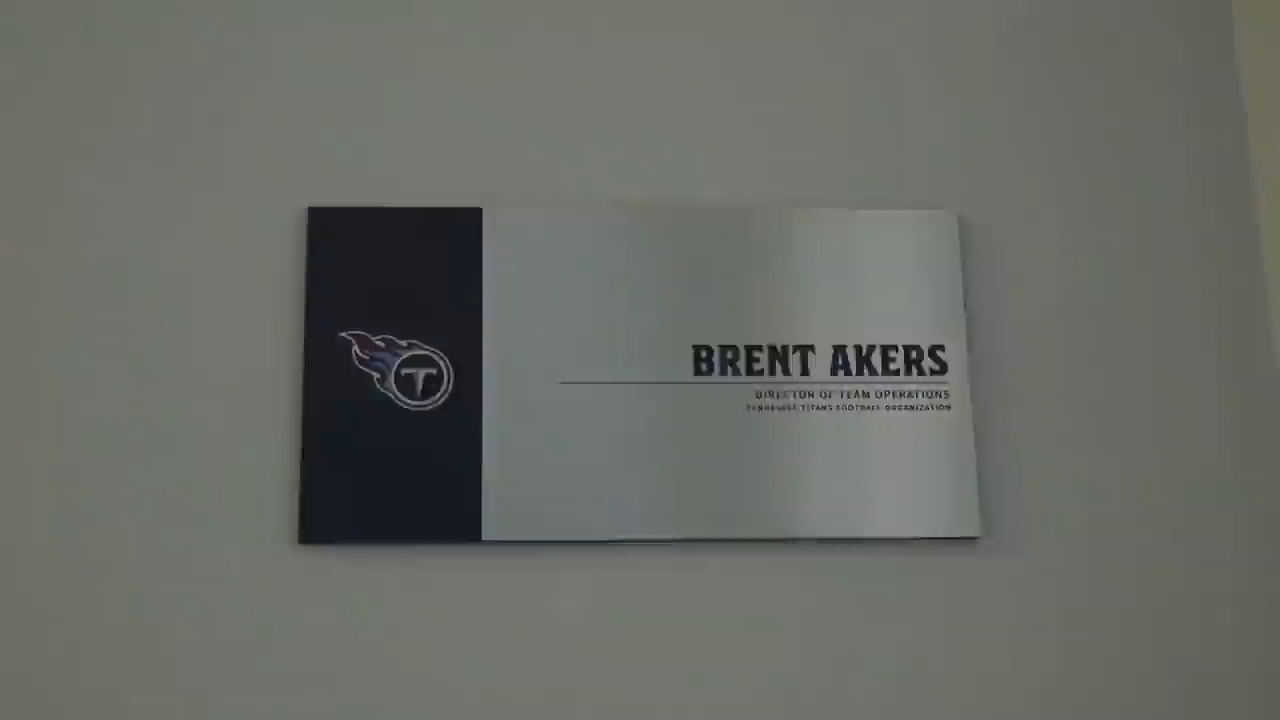 T
BRENT AKERS
DIRECTOR OF TEAM OPERATIONS
TENNESSEE TITANS FOOTBALL ORGANIZATION